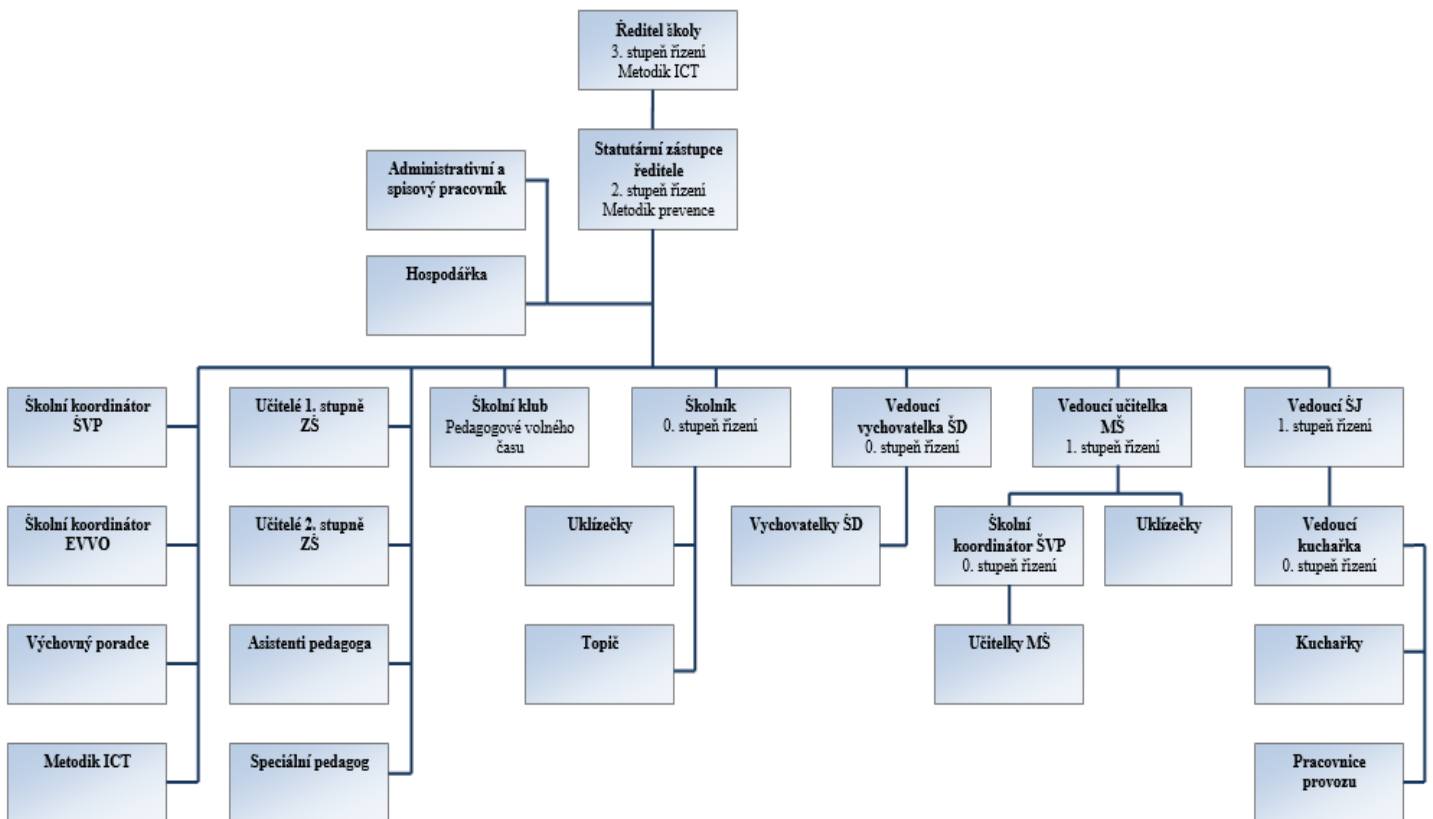 Ředitel školy
3. stupeň řízení
Metodik ICT
Statutární zástupce
ředitele
2. stupeň řízení
Metodik prevence
Administrativní a
spisový pracovník
Hospodářka
Školní koordinátor
ŠVP
Učitelé 1. stupně
ZŠ
Školní klub
Pedagogové volného
času
Školník
0. stupeň řízení
Vedoucí
vychovatelka ŠD
0. stupeň řízení
Vedoucí učitelka
MŠ
1. stupeň řízení
Vedoucí ŠJ
1. stupeň řízení
Školní koordinátor
EVVO
Učitelé 2. stupně
ZŠ
Uklízečky
Vychovatelky ŠD
Školní
koordinátor ŠVP
0. stupeň řízení
Uklízečky
Vedoucí
kuchařka
0. stupeň řízení
Výchovný poradce
Asistenti pedagoga
Topič
Učitelky MŠ
Kuchařky
Metodik ICT
Speciální pedagog
Pracovnice
provozu